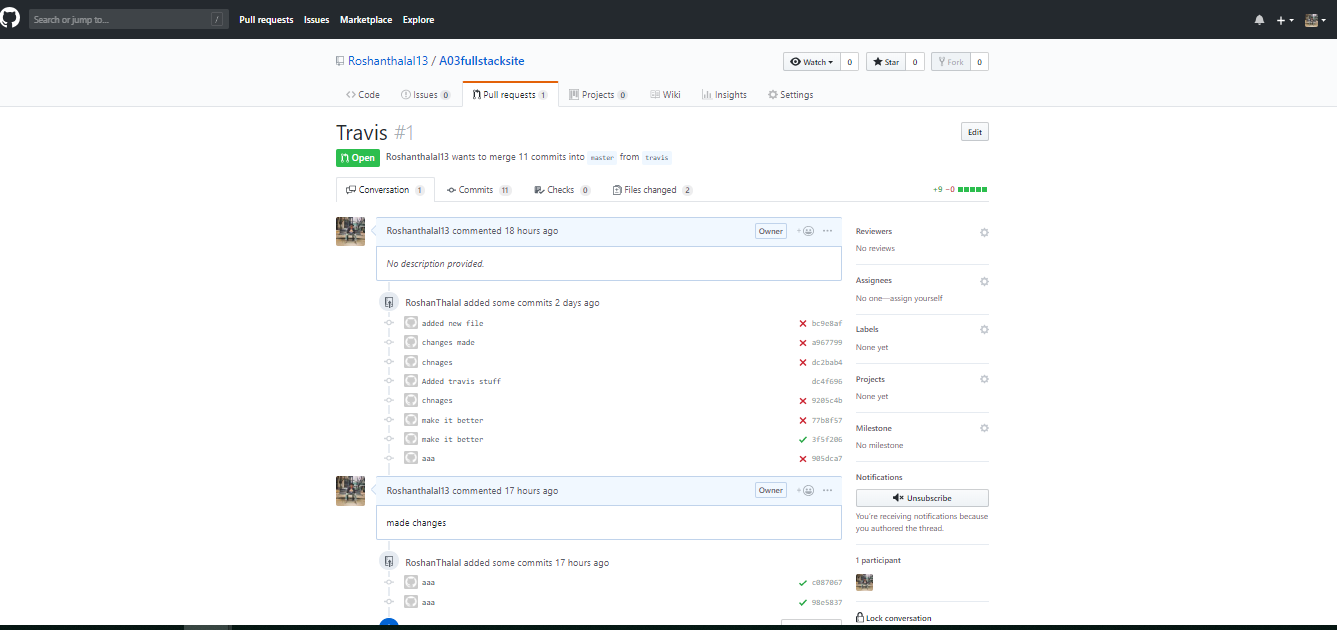 Search or jump to... /
Pull requests Issues Marketplace Explore
Roshanthalal13 / A03fullstacksite
Watch 0 Star 0 Fork 0
Code Issues 0 Pull requests 1 Projects 0 Wiki Insights Settings
Travis #1
Edit
Open Roshanthalal13 wants to merge 11 commits into master from travis
Conversation 1 Commits 11 Checks 0 Files changed 2
+9 −0
Roshanthalal13 commented 18 hours ago Owner
No description provided.
RoshanThalal added some commits 2 days ago
added new file bc9e8af
changes made a967799
chnages dc2bab4
Added travis stuff dc4f696
chnages 9205c4b
make it better 77b8f57
make it better 3f5f206
aaa 905dca7
Roshanthalal13 commented 17 hours ago Owner
made changes
RoshanThalal added some commits 17 hours ago
aaa c087067
aaa 98e5837
Reviewers
No reviews
Assignees
No one—assign yourself
Labels
None yet
Projects
None yet
Milestone
No milestone
Notifications
Unsubscribe
You're receiving notifications because
you authored the thread.
1 participant
Lock conversation